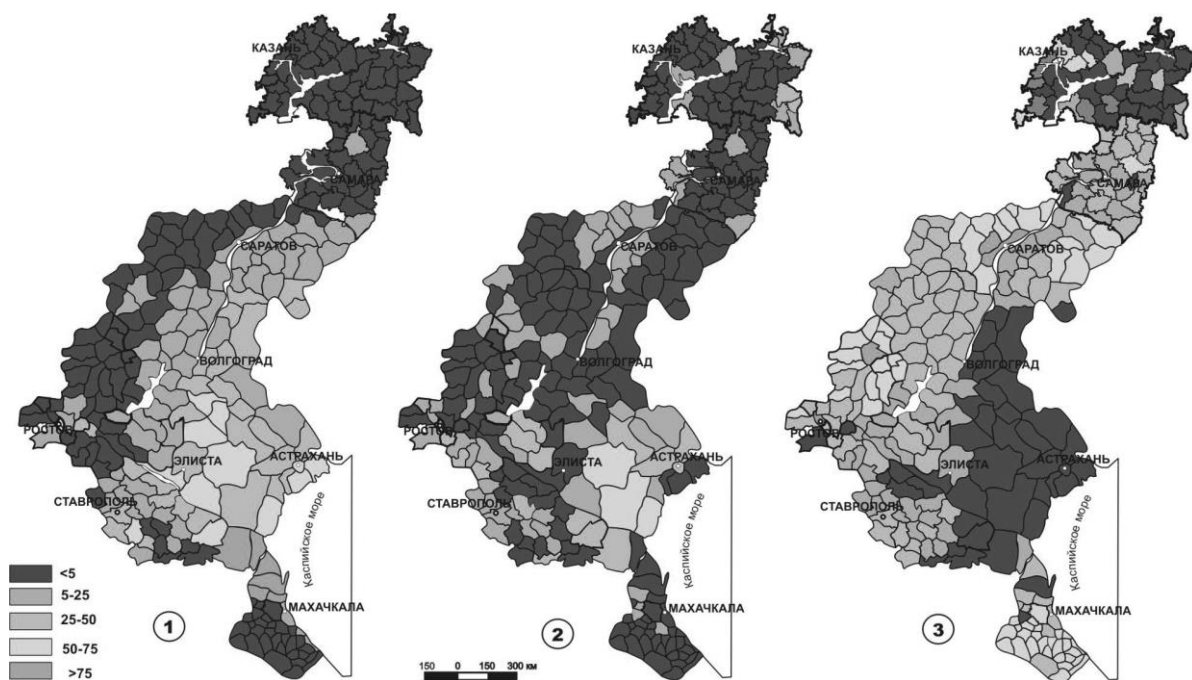 КАЗАНЬ
САМАРА
САРАТОВ
ВОЛГОГРАД
РОСТОВ
ЭЛИСТА
АСТРАХАНЬ
СТАВРОПОЛЬ
Каспийское море
МАХАЧКАЛА
1
КАЗАНЬ
САМАРА
САРАТОВ
ВОЛГОГРАД
РОСТОВ
ЭЛИСТА
АСТРАХАНЬ
СТАВРОПОЛЬ
Каспийское море
МАХАЧКАЛА
2
КАЗАНЬ
САМАРА
САРАТОВ
ВОЛГОГРАД
РОСТОВ
ЭЛИСТА
АСТРАХАНЬ
СТАВРОПОЛЬ
Каспийское море
МАХАЧКАЛА
3
<5
5-25
25-50
50-75
>75
150 0 150 300 км